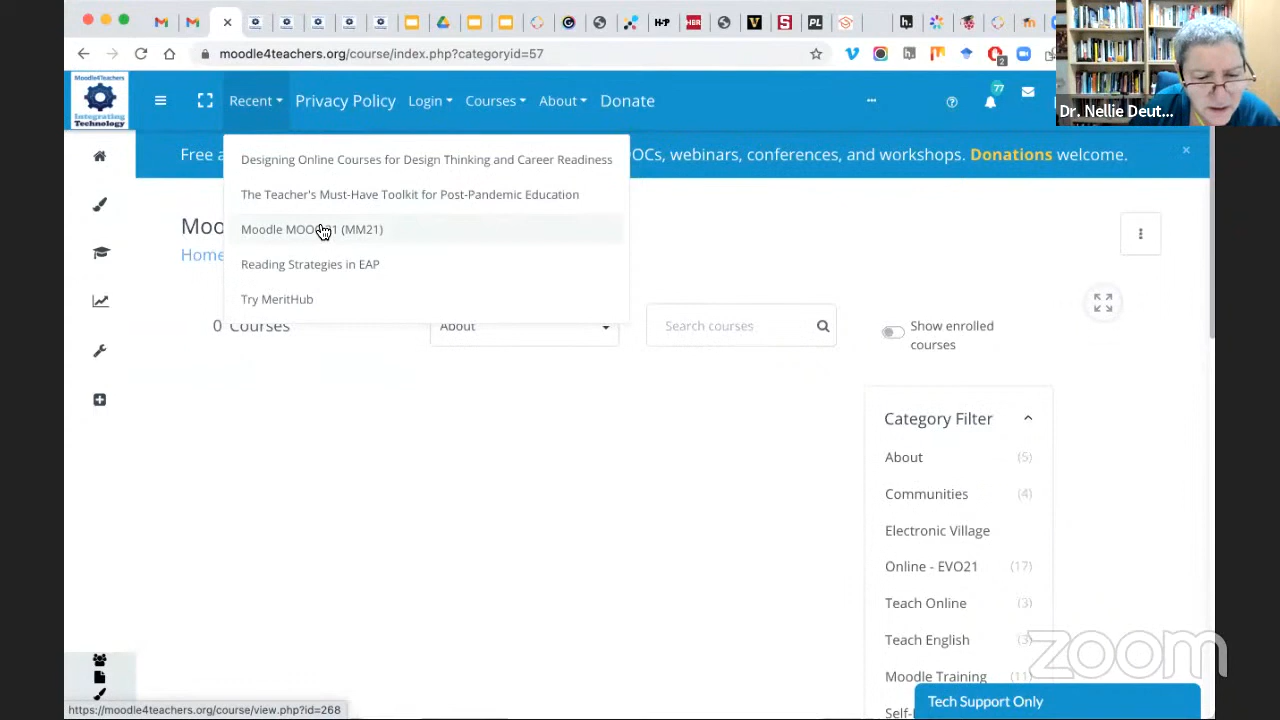 moodle4teachers.org/course/index.php?categoryid=57
2
Moodle4Teachers
Integrating
Technology
Recent
Privacy Policy
Login
Courses
About
Donate
77
Dr. Nellie Deut...
Free
OCs, webinars, conferences, and workshops. Donations welcome.
Designing Online Courses for Design Thinking and Career Readiness
The Teacher's Must-Have Toolkit for Post-Pandemic Education
Moodle MOO 1 (MM21)
Reading Strategies in EAP
Try MeritHub
Moo
Home
0 Courses
About
Search courses
Show enrolled
courses
Category Filter
About (5)
Communities (4)
Electronic Village
Online - EVO21 (17)
Teach Online (3)
Teach English (3)
Moodle Training (11)
zoom
Tech Support Only
https://moodle4teachers.org/course/view.php?id=268